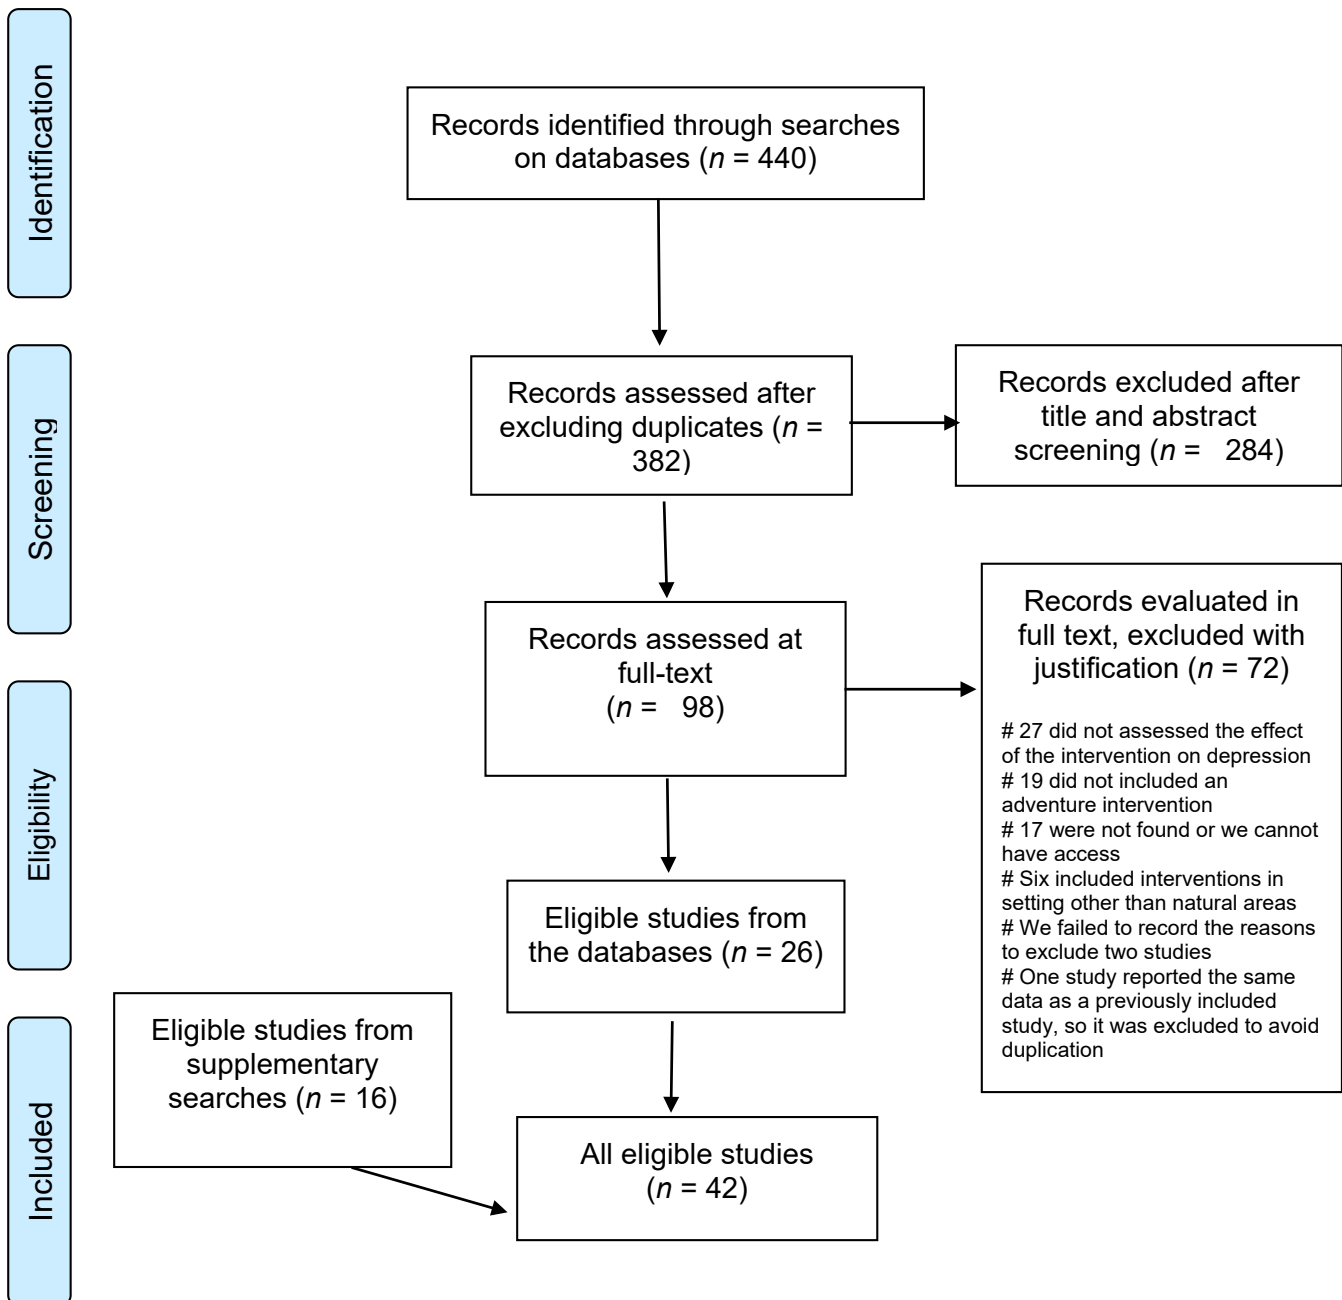 Identification
Records identified through searches
on databases (n = 440)
Screening
Records assessed after
excluding duplicates (n =
382)
Records excluded after
title and abstract
screening (n = 284)
Records assessed at
full-text
(n = 98)
Records evaluated in
full text, excluded with
justification (n = 72)
# 27 did not assessed the effect
of the intervention on depression
# 19 did not included an
adventure intervention
# 17 were not found or we cannot
have access
# Six included interventions in
setting other than natural areas
# We failed to record the reasons
to exclude two studies
# One study reported the same
data as a previously included
study, so it was excluded to avoid
duplication
Eligibility
Eligible studies from
the databases (n = 26)
Included
Eligible studies from
supplementary
searches (n = 16)
All eligible studies
(n = 42)